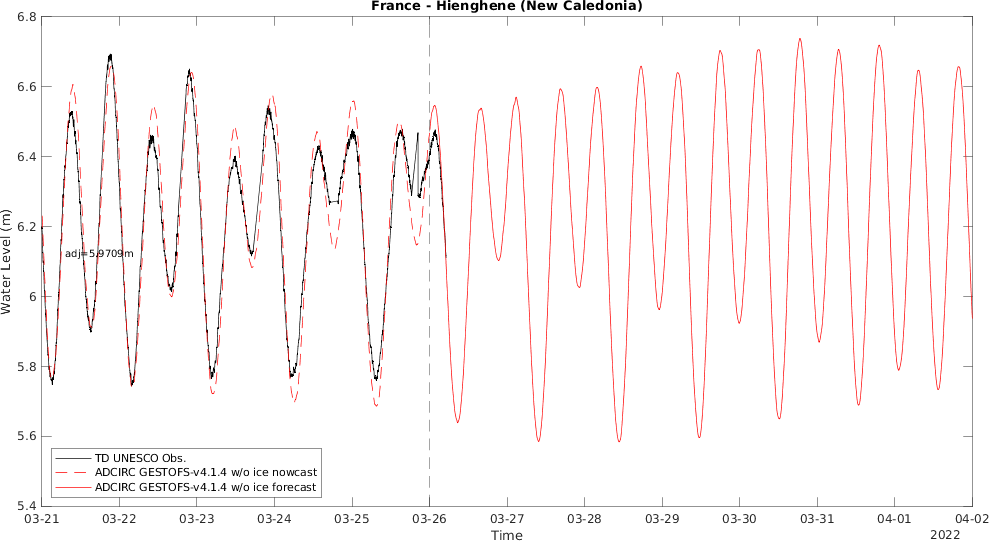 France - Hienghene (New Caledonia)
6.8
6.6
6.4
6.2
6
5.8
5.6
5.4
Water Level (m)
adj=5.9709m
TD UNESCO Obs.
ADCIRC GESTOFS-v4.1.4 w/o ice nowcast
ADCIRC GESTOFS-v4.1.4 w/o ice forecast
03-21 03-22 03-23 03-24 03-25 03-26 03-27 03-28 03-29 03-30 03-31 04-01 04-02
Time
2022